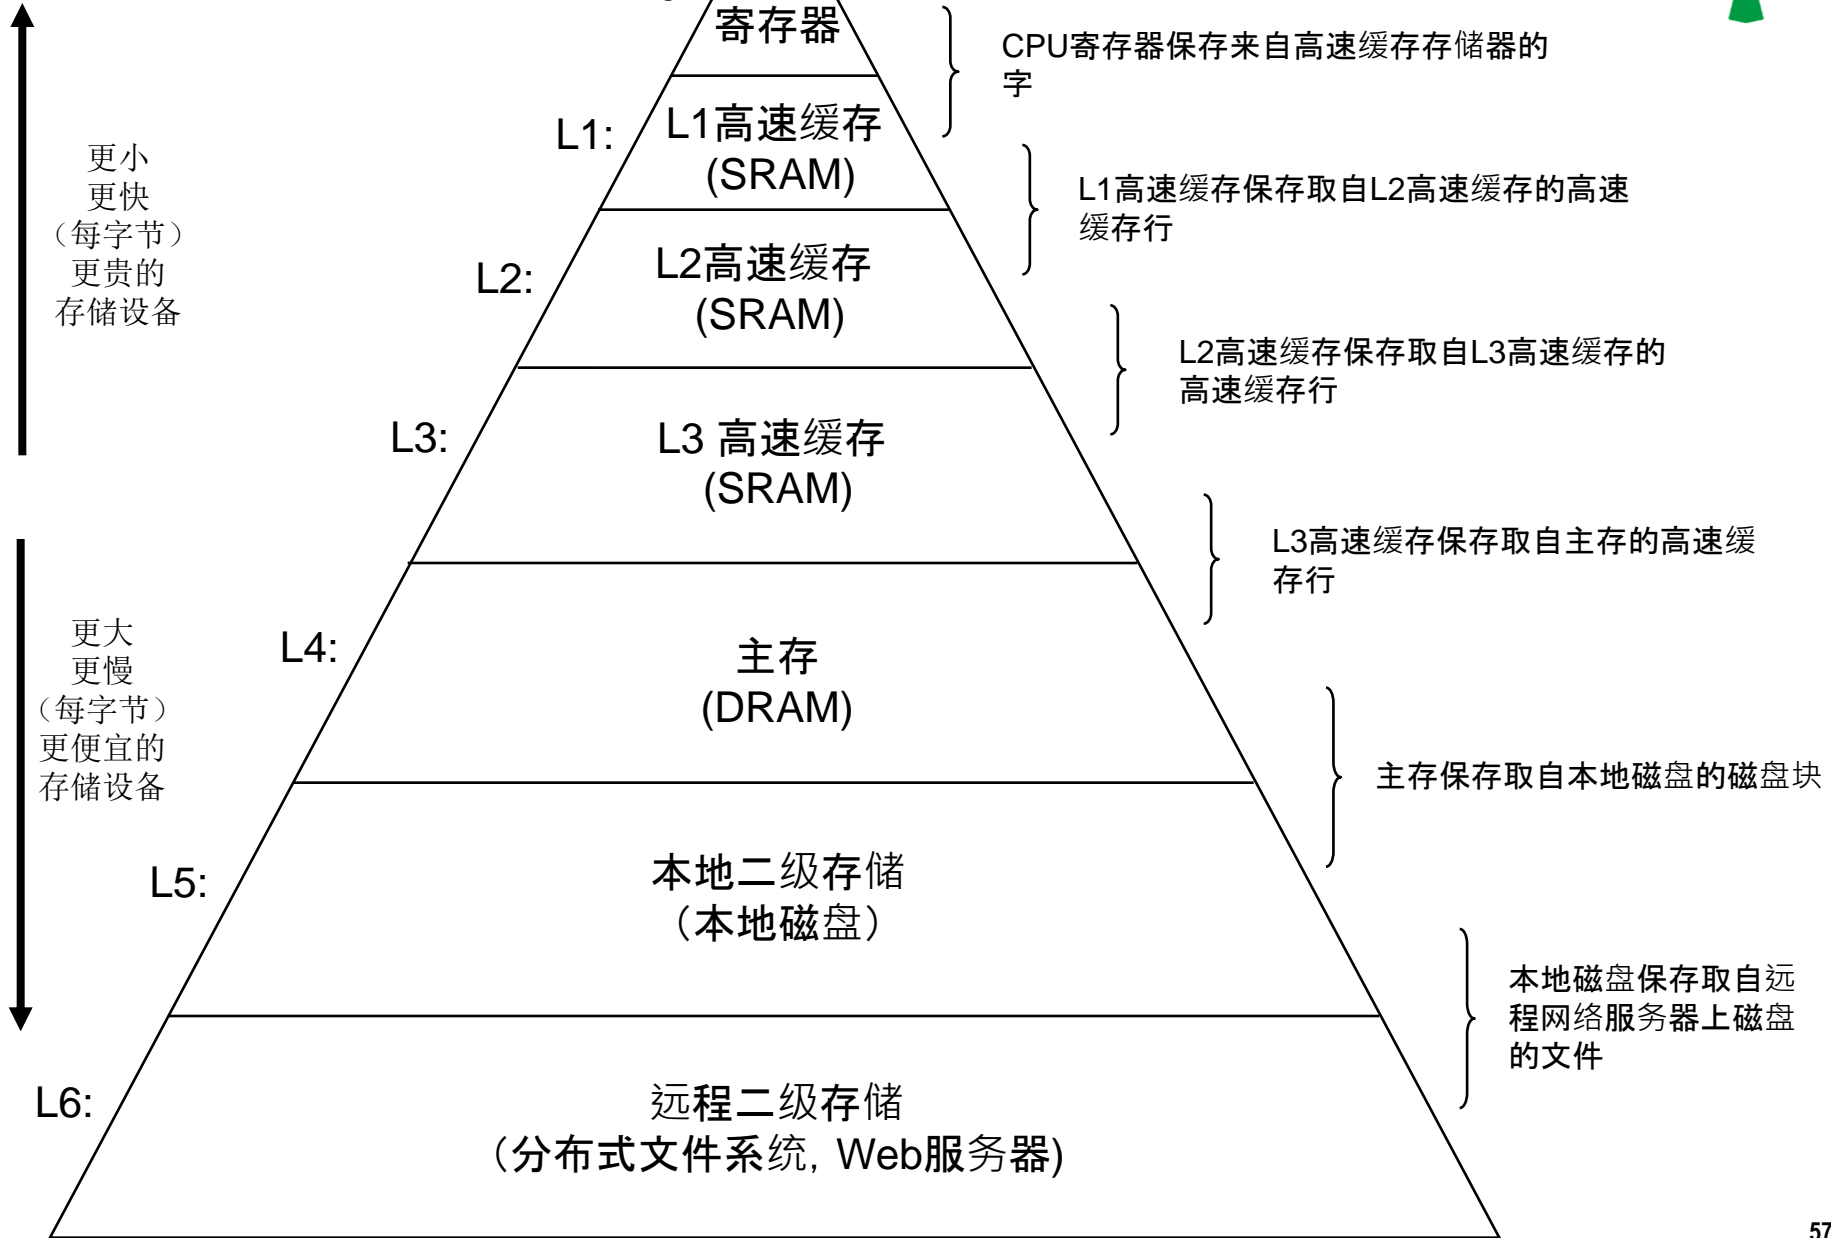 寄存器
CPU寄存器保存来自高速缓存存储器的
字
L1:
L1高速缓存
(SRAM)
更小
更快
（每字节）
更贵的
存储设备
L1高速缓存保存取自L2高速缓存的高速
缓存行
L2:
L2高速缓存
(SRAM)
L2高速缓存保存取自L3高速缓存的
高速缓存行
L3:
L3 高速缓存
(SRAM)
L3高速缓存保存取自主存的高速缓
存行
更大
更慢
（每字节）
更便宜的
存储设备
L4:
主存
(DRAM)
主存保存取自本地磁盘的磁盘块
L5:
本地二级存储
（本地磁盘）
本地磁盘保存取自远
程网络服务器上磁盘
的文件
L6:
远程二级存储
（分布式文件系统, Web服务器)
57